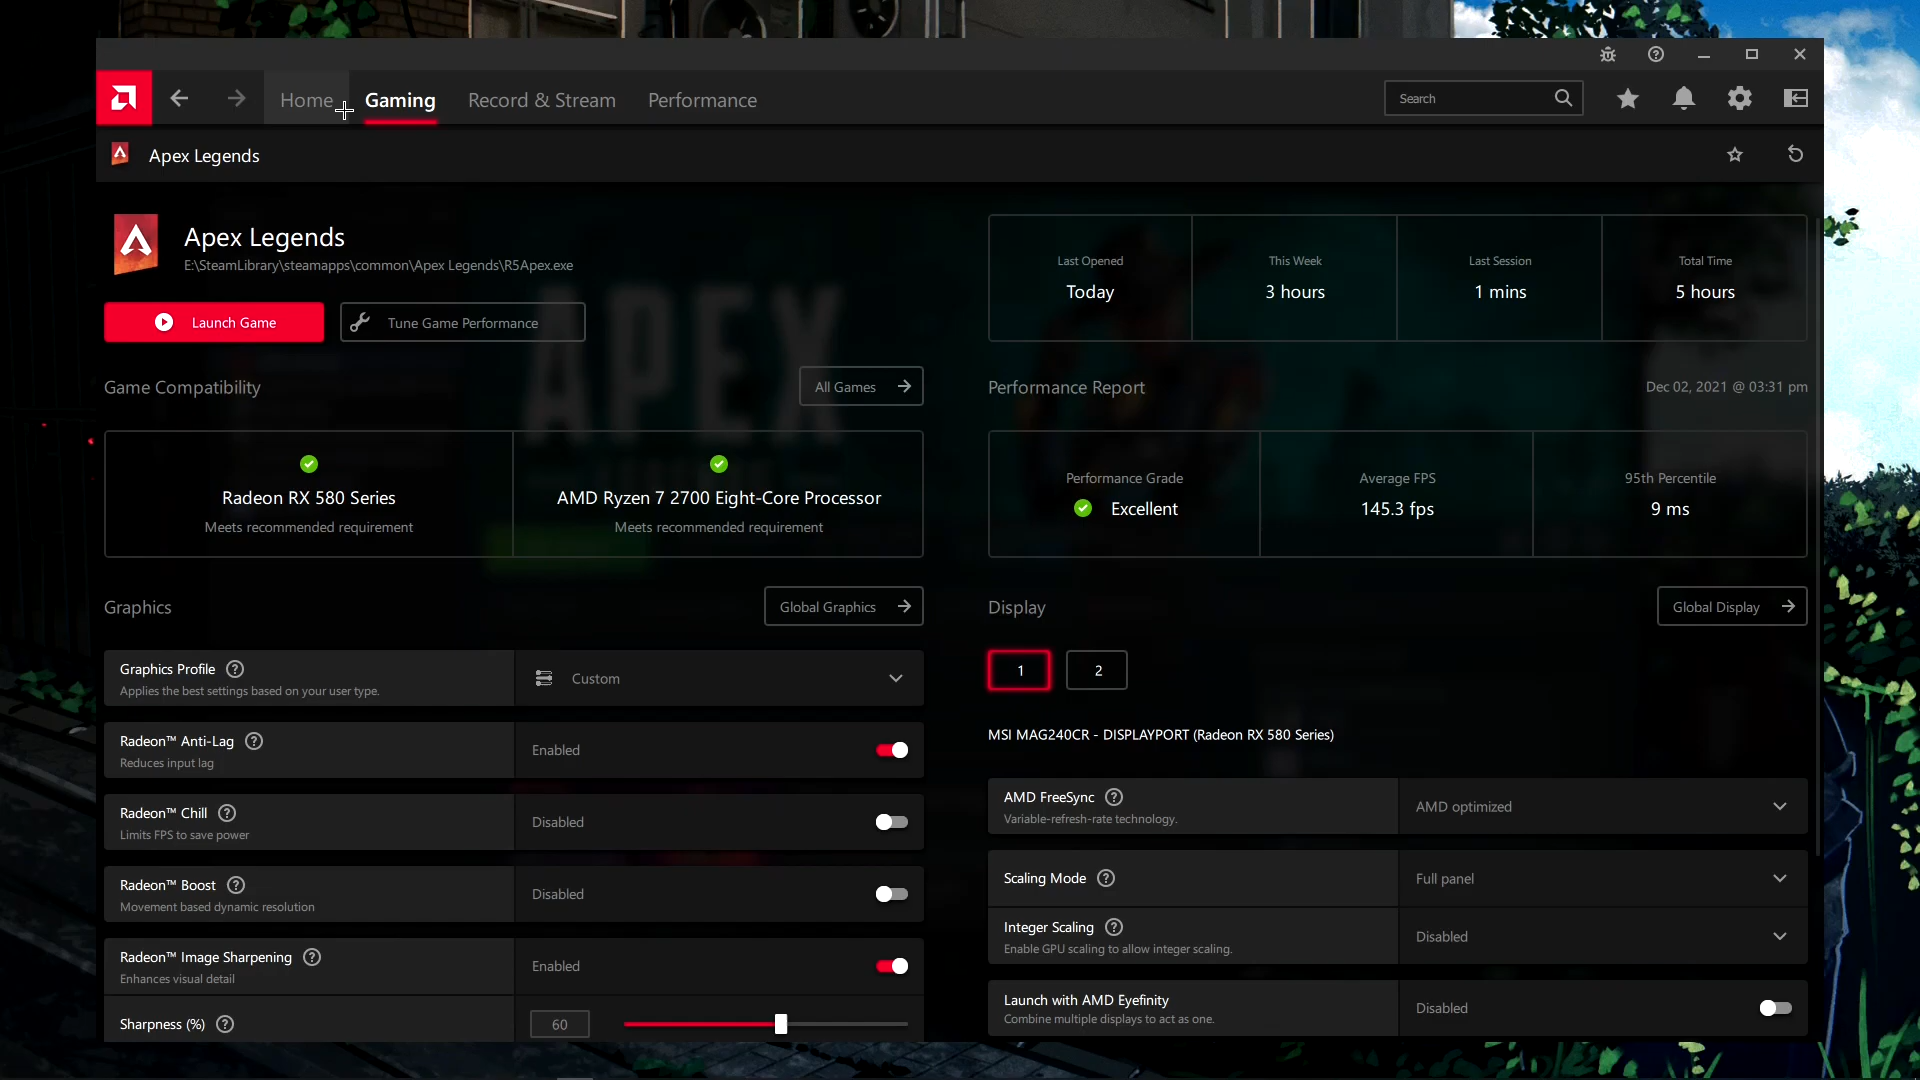 Home
Gaming
Record & Stream
Performance
Search
Apex Legends
Apex Legends
E:\SteamLibrary\steamapps\common\Apex Legends\R5Apex.exe
Launch Game
Tune Game Performance
Last Opened
Today
This Week
3 hours
Last Session
1 mins
Total Time
5 hours
Game Compatibility
All Games
Radeon RX 580 Series
Meets recommended requirement
AMD Ryzen 7 2700 Eight-Core Processor
Meets recommended requirement
Performance Report
Dec 02, 2021 @ 03:31 pm
Performance Grade
Excellent
Average FPS
145.3 fps
95th Percentile
9 ms
APEX
Graphics
Global Graphics
Graphics Profile
Applies the best settings based on your user type.
Custom
Radeon™ Anti-Lag
Reduces input lag
Enabled
Radeon™ Chill
Limits FPS to save power
Disabled
Radeon™ Boost
Movement based dynamic resolution
Disabled
Radeon™ Image Sharpening
Enhances visual detail
Enabled
Sharpness (%)
60
Display
Global Display
1
2
MSI MAG240CR - DISPLAYPORT (Radeon RX 580 Series)
AMD FreeSync
Variable-refresh-rate technology.
AMD optimized
Scaling Mode
Full panel
Integer Scaling
Enable GPU scaling to allow integer scaling.
Disabled
Launch with AMD Eyefinity
Combine multiple displays to act as one.
Disabled